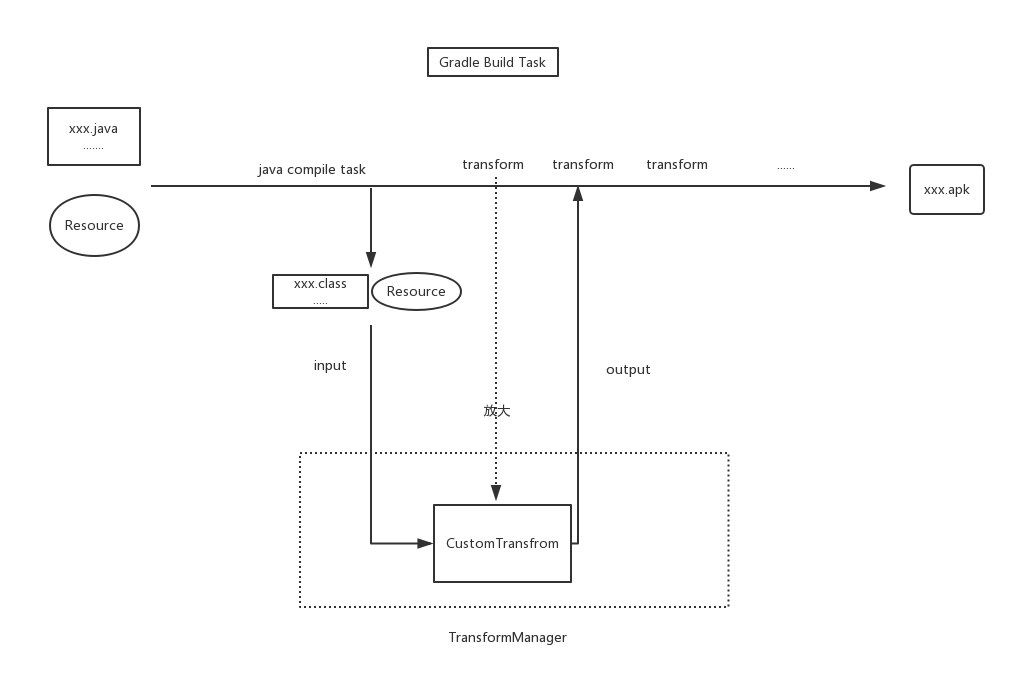 Gradle Build Task
xxx.java
.......
Resource
java compile task
transform
transform
transform
......
xxx.apk
xxx.class
.....
Resource
input
output
放大
CustomTransfrom
TransformManager